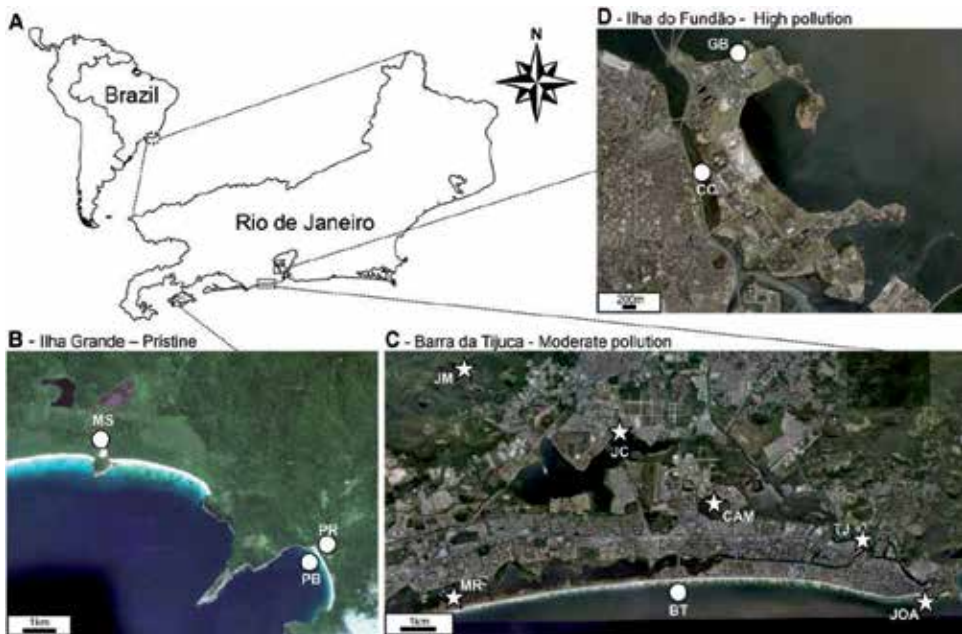 A
N
Brazil
Rio de Janeiro
D - Ilha do Fundão - High pollution
GB
CC
200m
B - Ilha Grande – Pristine
MS
PR
PB
1km
C - Barra da Tijuca - Moderate pollution
JM
JC
CAM
TJ
MR
BT
JOA
1km